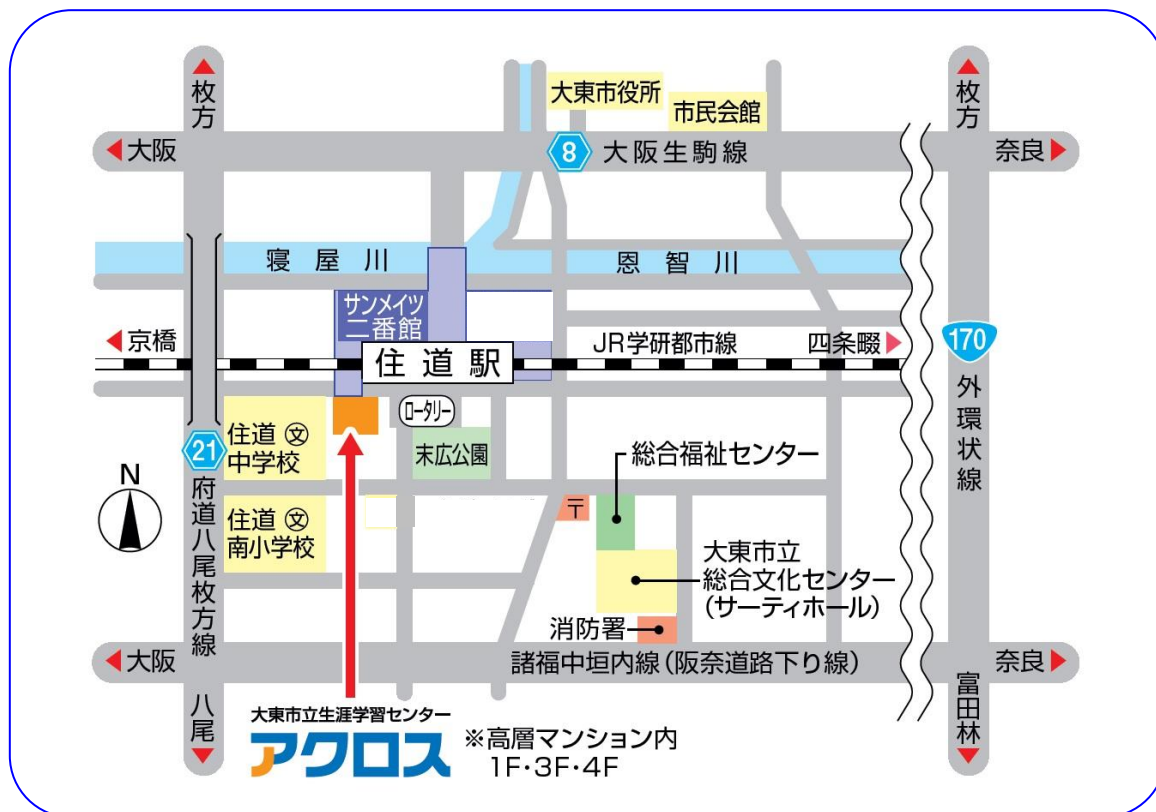 枚方
枚方
大東市役所
市民会館
大阪
8
大阪生駒線
奈良
寝屋川
恩智川
サンメイツ
二番館
京橋
住道駅
JR学研都市線
四条畷
170
外環状線
ロータリー
住道 文
中学校
末広公園
21
府道八尾枚方線
総合福祉センター
N
〒
住道 文
南小学校
大東市立
総合文化センター
(サーティホール)
消防署
大阪
諸福中垣内線(阪奈道路下り線)
奈良
八尾
富田林
大東市立生涯学習センター
アクロス
※高層マンション内
1F・3F・4F